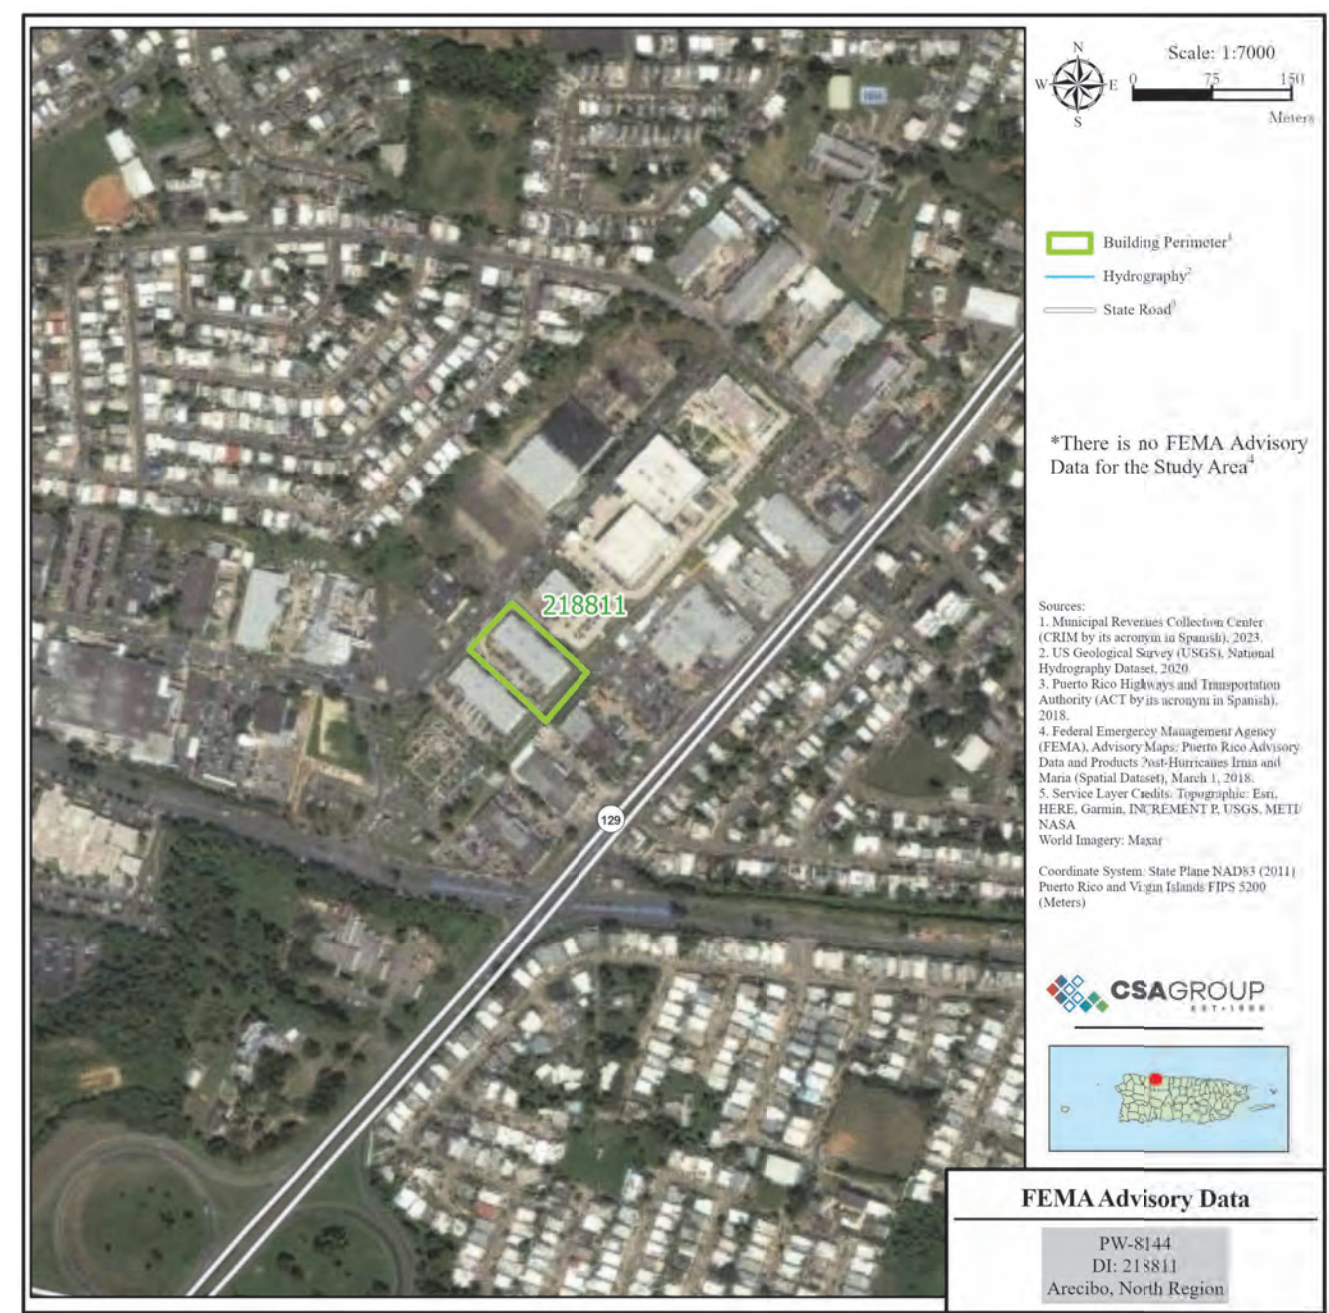 N
W E
S
Scale: 1:7000
0 75 150
Meters
Building Perimeter1
Hydrography2
State Road3
*There is no FEMA Advisory
Data for the Study Area4
Sources:
1. Municipal Revenues Collection Center
(CRIM by its acronym in Spanish), 2023.
2. US Geological Survey (USGS), National
Hydrography Dataset, 2020
3. Puerto Rico Highways and Transportation
Authority (ACT by its acronym in Spanish),
2018.
4. Federal Emergency Management Agency
(FEMA), Advisory Maps: Puerto Rico Advisory
Data and Products Post-Hurricanes Irma and
Maria (Spatial Dataset), March 1, 2018.
5. Service Layer Credits: Topographic: Esri,
HERE, Garmin, INCREMENT P, USGS, METI/
NASA
World Imagery: Maxar
Coordinate System: State Plane NAD83 (2011)
Puerto Rico and Virgin Islands FIPS 5200
(Meters)
CSAGROUP
218811
129
FEMA Advisory Data
PW-8144
DI: 218811
Arecibo, North Region